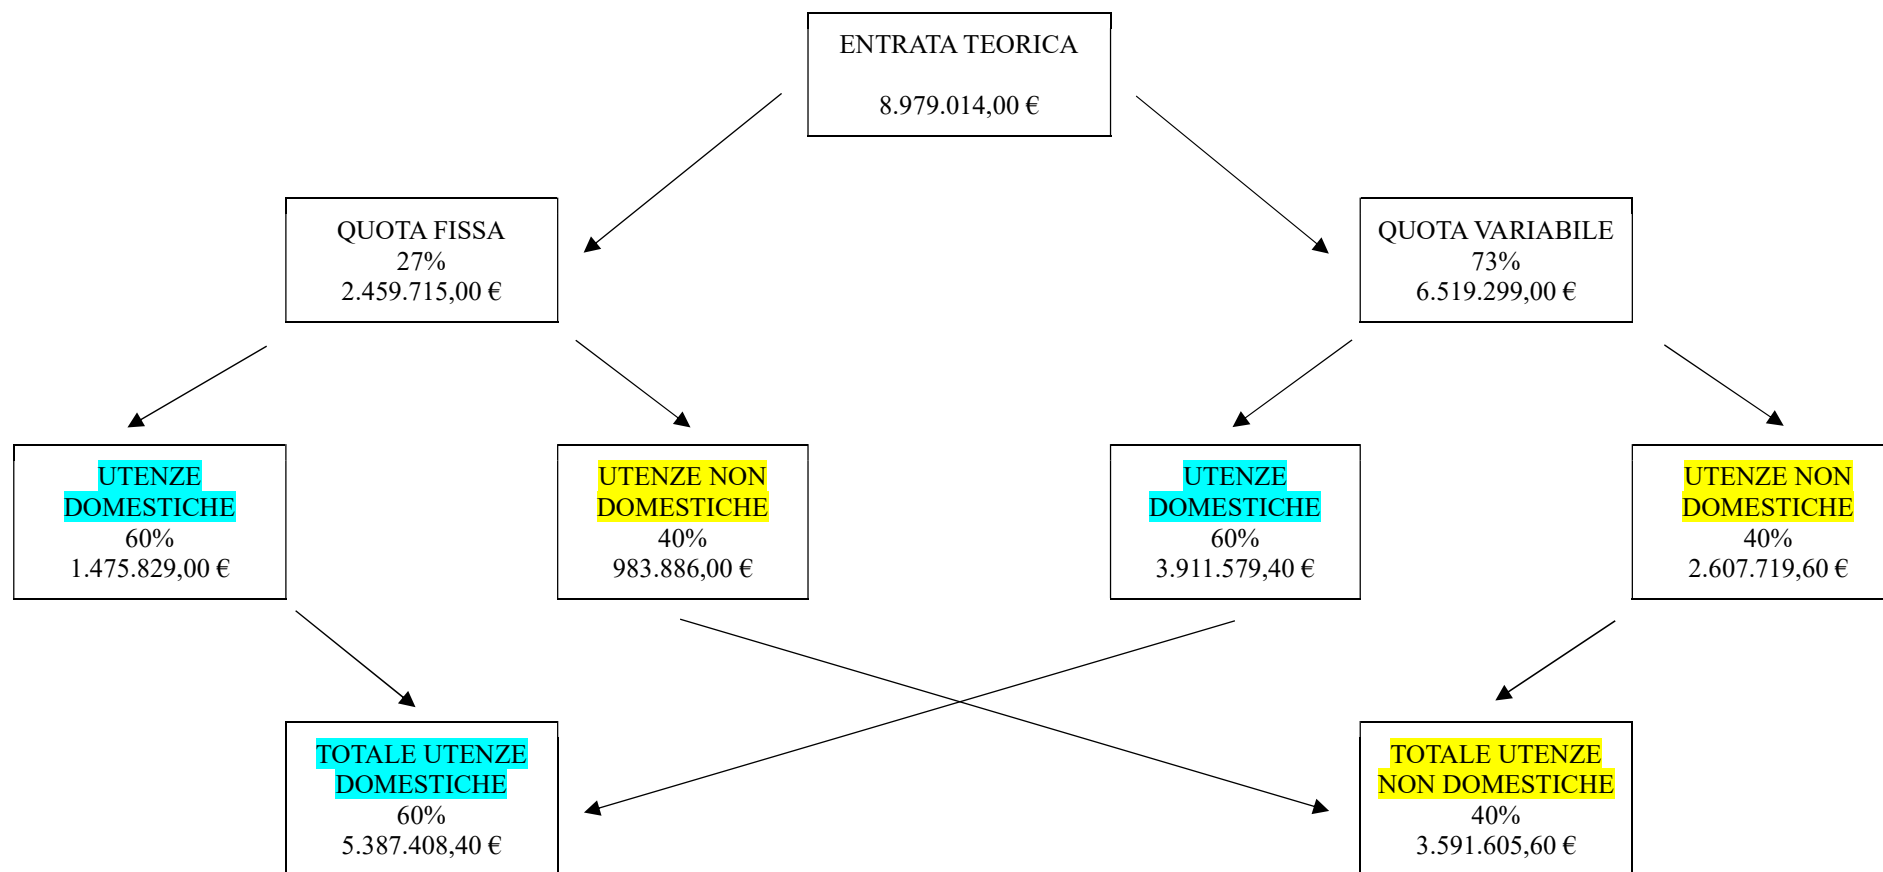 ENTRATA TEORICA
8.979.014,00 €
QUOTA FISSA
27%
2.459.715,00 €
QUOTA VARIABILE
73%
6.519.299,00 €
UTENZE
DOMESTICHE
60%
1.475.829,00 €
UTENZE NON
DOMESTICHE
40%
983.886,00 €
UTENZE
DOMESTICHE
60%
3.911.579,40 €
UTENZE NON
DOMESTICHE
40%
2.607.719,60 €
TOTALE UTENZE
DOMESTICHE
60%
5.387.408,40 €
TOTALE UTENZE
NON DOMESTICHE
40%
3.591.605,60 €